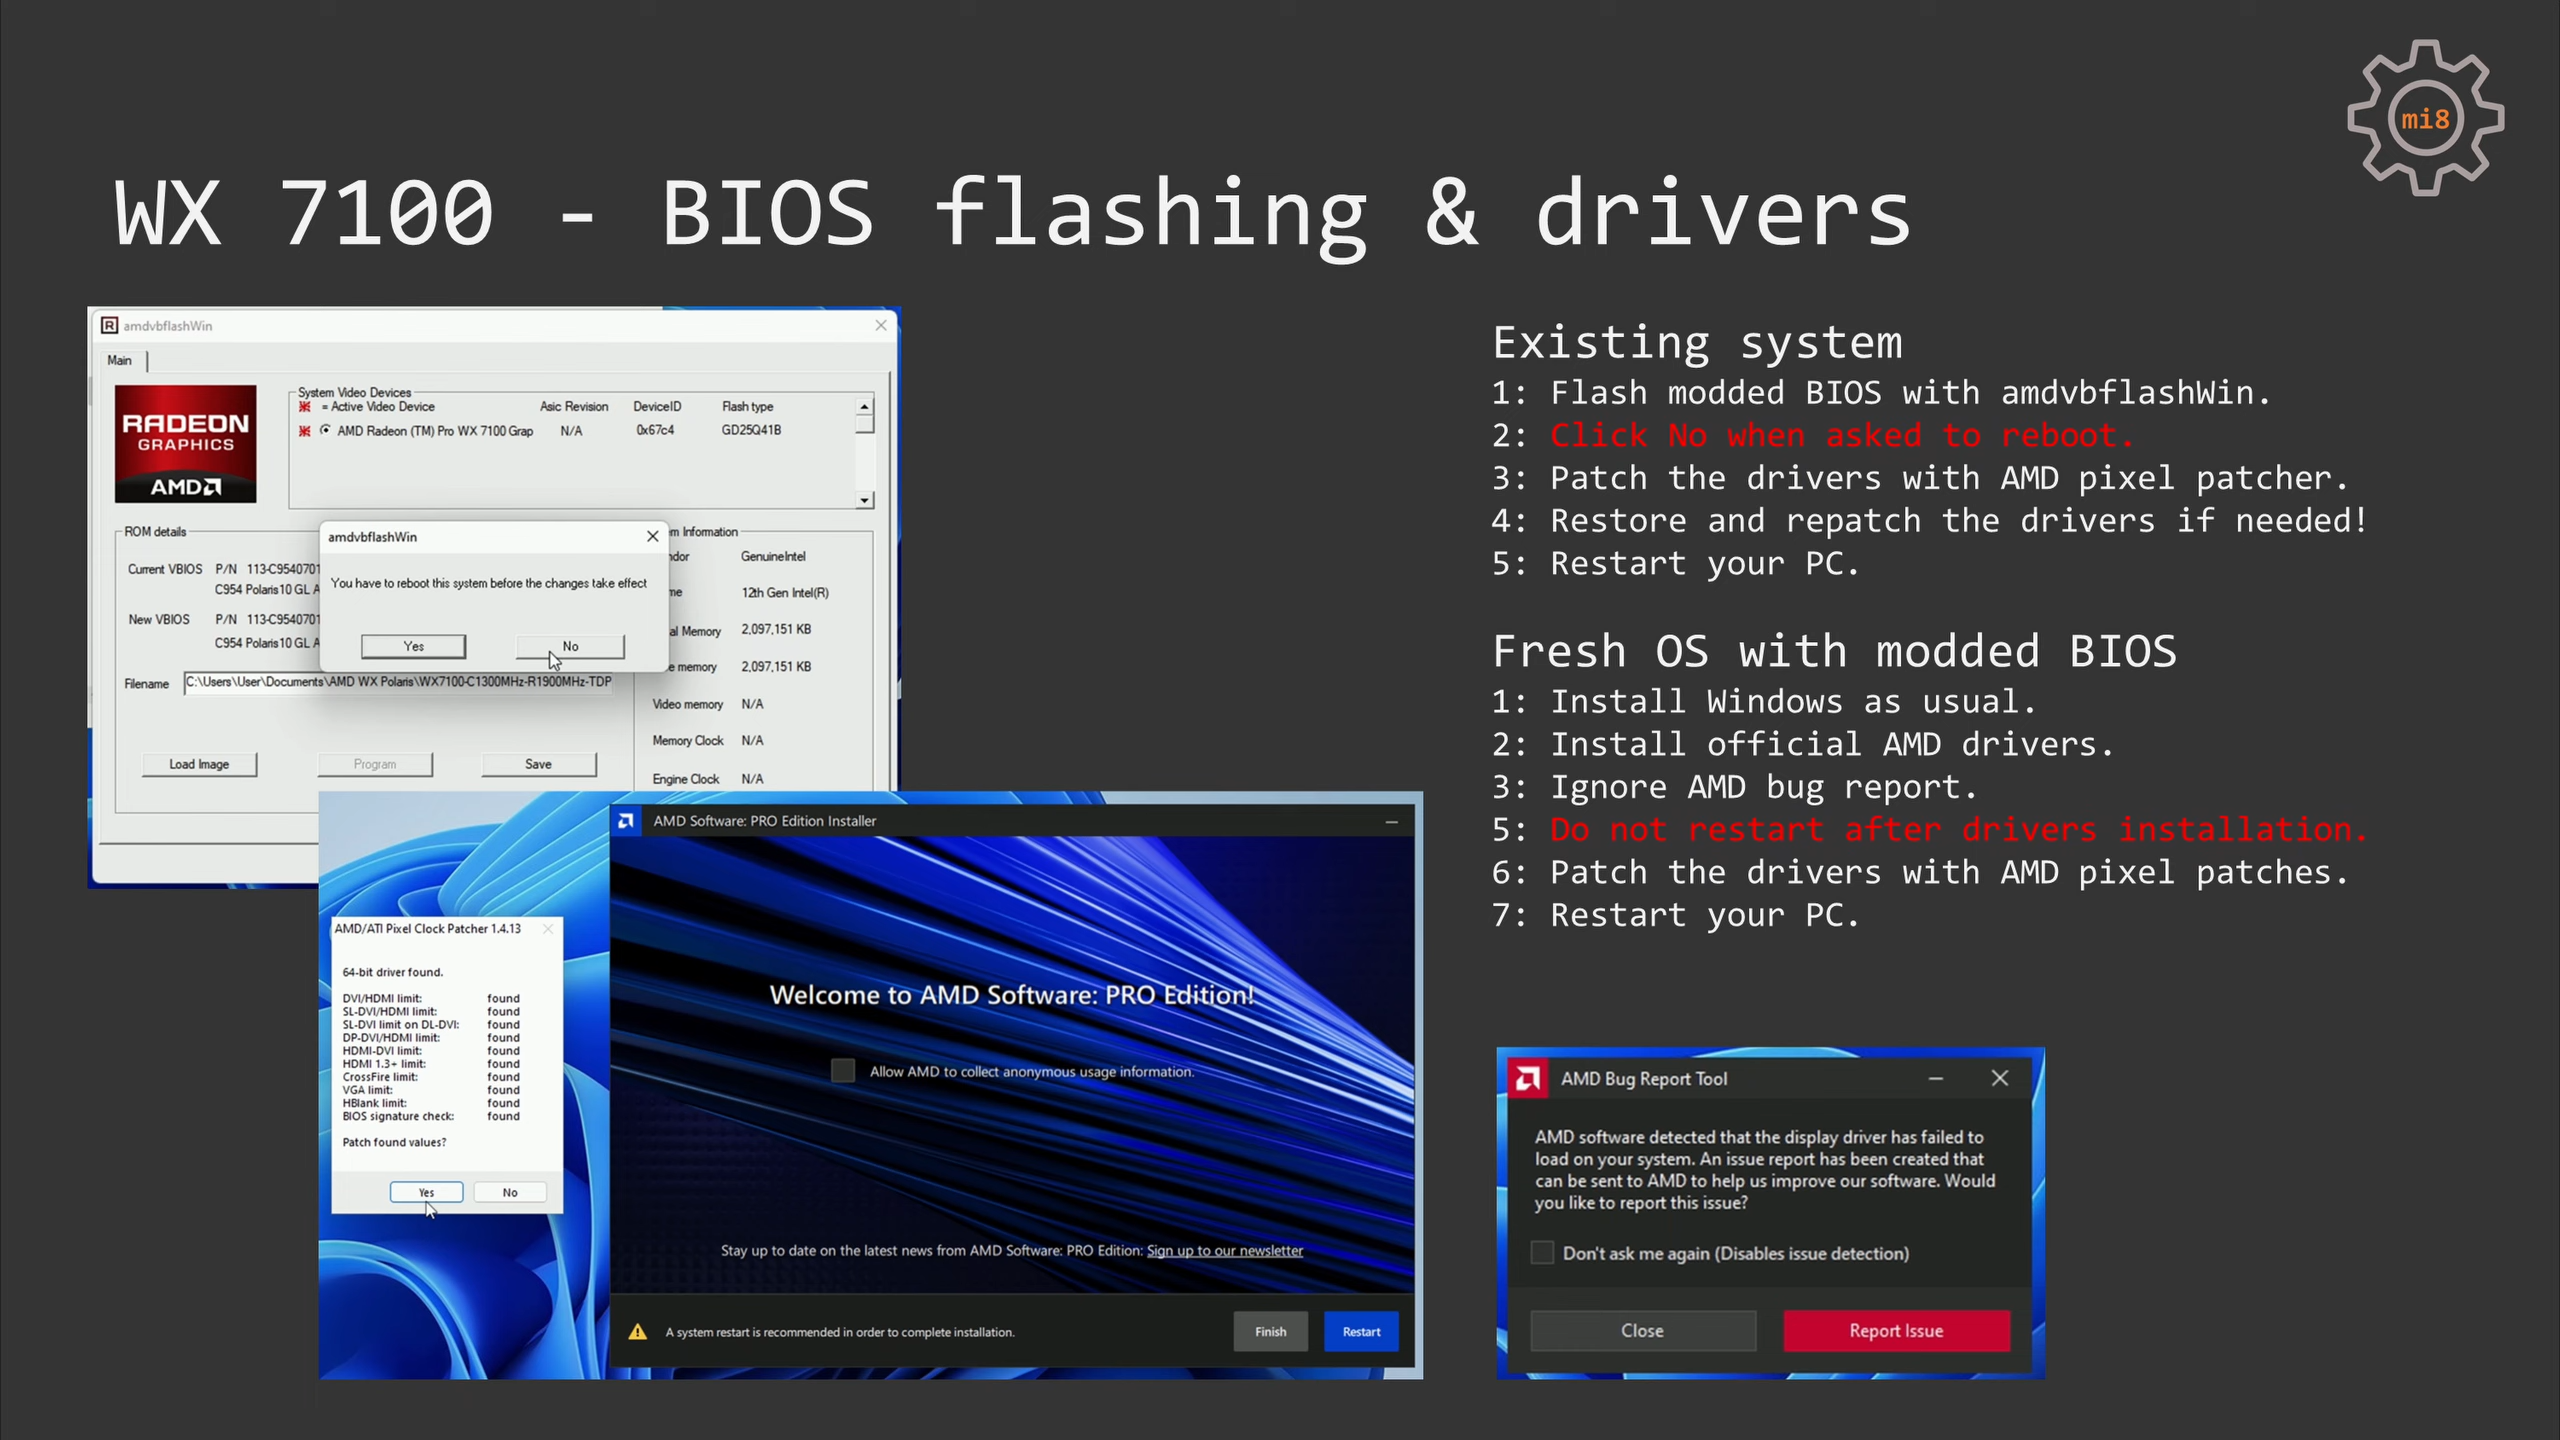 mi8
WX 7100 - BIOS flashing & drivers
amdvbflashWin
Main
RADEON
GRAPHICS
AMD
System Video Devices
= Active Video Device Asic Revision DeviceID Flash type
AMD Radeon (TM) Pro WX 7100 Grap N/A 0x67c4 GD25Q41B
ROM details
Current VBIOS P/N 113-C9540701
C954 Polaris10 GL A
New VBIOS P/N 113-C9540701
C954 Polaris10 GL A
Filename C:\Users\User\Documents\AMD WX Polaris\WX7100-C1300MHz-R1900MHz-TDP
Load Image Program Save
amdvbflashWin
You have to reboot this system before the changes take effect
Yes No
m Information
ndor GenuineIntel
me 12th Gen Intel(R)
al Memory 2,097,151 KB
e memory 2,097,151 KB
Video memory N/A
Memory Clock N/A
Engine Clock N/A
Existing system
1: Flash modded BIOS with amdvbflashWin.
2: Click No when asked to reboot.
3: Patch the drivers with AMD pixel patcher.
4: Restore and repatch the drivers if needed!
5: Restart your PC.
Fresh OS with modded BIOS
1: Install Windows as usual.
2: Install official AMD drivers.
3: Ignore AMD bug report.
5: Do not restart after drivers installation.
6: Patch the drivers with AMD pixel patches.
7: Restart your PC.
AMD/ATI Pixel Clock Patcher 1.4.13
64-bit driver found.
DVI/HDMI limit: found
SL-DVI/HDMI limit: found
SL-DVI limit on DL-DVI: found
DP-DVI/HDMI limit: found
HDMI-DVI limit: found
HDMI 1.3+ limit: found
CrossFire limit: found
VGA limit: found
HBlank limit: found
BIOS signature check: found
Patch found values?
Yes No
AMD Software: PRO Edition Installer
Welcome to AMD Software: PRO Edition!
Allow AMD to collect anonymous usage information.
Stay up to date on the latest news from AMD Software: PRO Edition: Sign up to our newsletter
A system restart is recommended in order to complete installation.
Finish Restart
AMD Bug Report Tool
AMD software detected that the display driver has failed to
load on your system. An issue report has been created that
can be sent to AMD to help us improve our software. Would
you like to report this issue?
Don't ask me again (Disables issue detection)
Close Report Issue